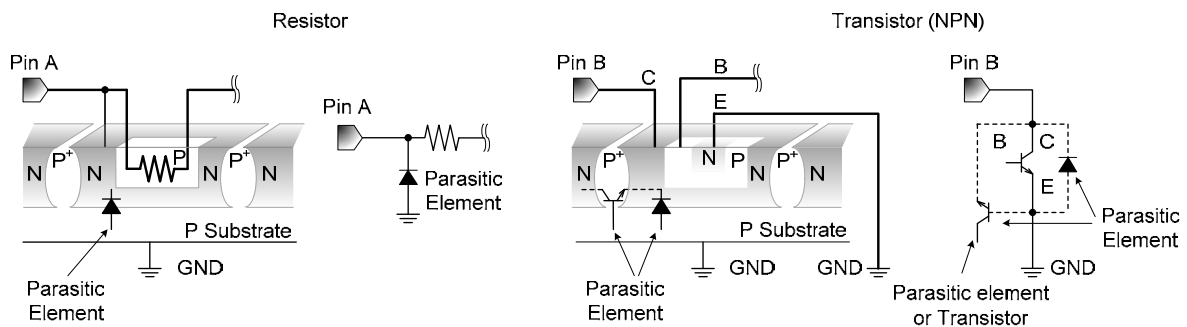 Resistor
Transistor (NPN)
Pin A
Pin B
C
B
E
Pin B
Pin A
N
P+
N
P
N
P+
N
Parasitic
Element
P Substrate
GND
Parasitic
Element
N
P+
N
N
P
N
P+
N
P Substrate
GND
GND
Parasitic
Element
B
C
E
Parasitic
Element
GND
Parasitic element
or Transistor